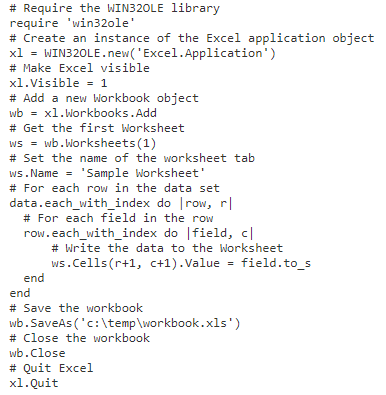 # Require the WIN32OLE library
require 'win32ole'
# Create an instance of the Excel application object
xl = WIN32OLE.new('Excel.Application')
# Make Excel visible
xl.Visible = 1
# Add a new Workbook object
wb = xl.Workbooks.Add
# Get the first Worksheet
ws = wb.Worksheets(1)
# Set the name of the worksheet tab
ws.Name = 'Sample Worksheet'
# For each row in the data set
data.each_with_index do |row, r|
  # For each field in the row
  row.each_with_index do |field, c|
      # Write the data to the Worksheet
      ws.Cells(r+1, c+1).Value = field.to_s
  end
end
# Save the workbook
wb.SaveAs('c:\temp\workbook.xls')
# Close the workbook
wb.Close
# Quit Excel
xl.Quit